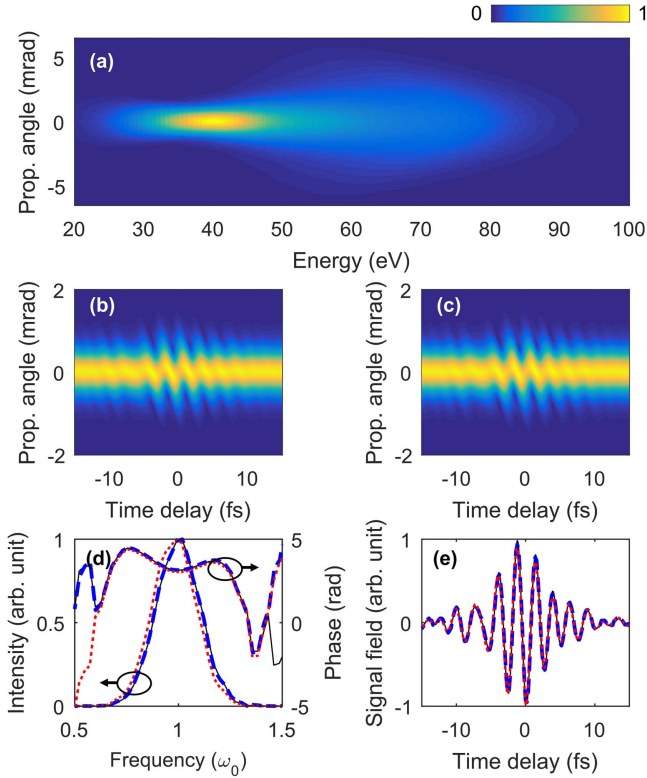 0 1
(a)
Prop. angle (mrad)
5
0
-5
20 30 40 50 60 70 80 90 100
Energy (eV)
(b)
Prop. angle (mrad)
2
0
-2
-10 0 10
Time delay (fs)
(c)
Prop. angle (mrad)
2
0
-2
-10 0 10
Time delay (fs)
(d)
Intensity (arb. unit)
1
0.5
0
5
0
-5
Phase (rad)
0.5 1 1.5
Frequency (ω₀)
(e)
Signal field (arb. unit)
1
0
-1
-10 0 10
Time delay (fs)